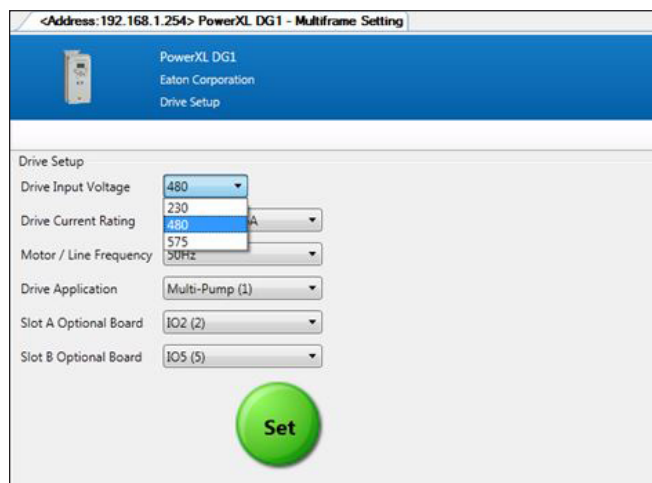 <Address:192.168.1.254> PowerXL DG1 - Multiframe Setting
PowerXL DG1
Eaton Corporation
Drive Setup
Drive Setup
Drive Input Voltage 480
230
Drive Current Rating 480 A
575
Motor / Line Frequency 50Hz
Drive Application Multi-Pump (1)
Slot A Optional Board IO2 (2)
Slot B Optional Board IO5 (5)
Set